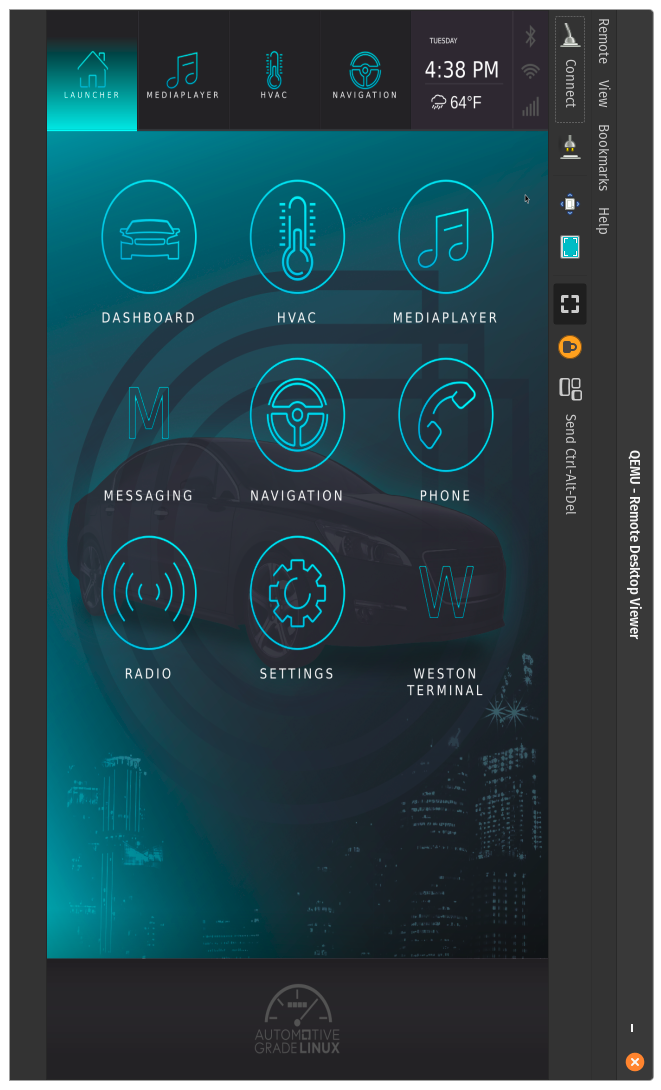 QEMU - Remote Desktop Viewer
Remote View Bookmarks Help
Connect
Send Ctrl-Alt-Del
LAUNCHER
MEDIAPLAYER
HVAC
NAVIGATION
TUESDAY
4:38 PM
64°F
DASHBOARD
HVAC
MEDIAPLAYER
M
MESSAGING
NAVIGATION
PHONE
W
RADIO
SETTINGS
WESTON
TERMINAL
AUTOMOTIVE
GRADE LINUX